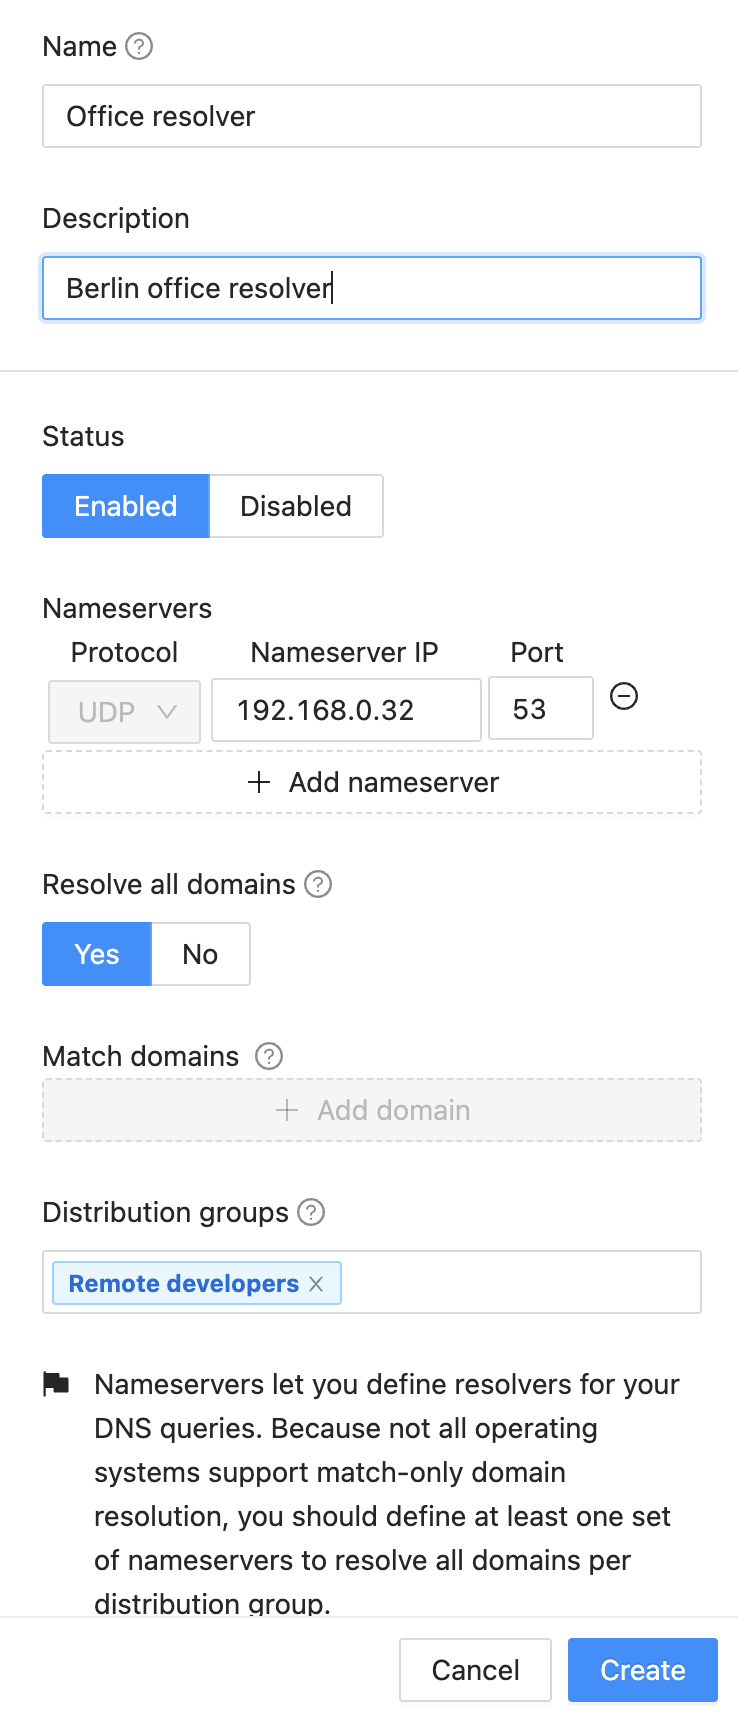 Name
Office resolver
Description
Berlin office resolver
Status
Enabled Disabled
Nameservers
Protocol Nameserver IP Port
UDP 192.168.0.32 53
+ Add nameserver
Resolve all domains
Yes No
Match domains
+ Add domain
Distribution groups
Remote developers
Nameservers let you define resolvers for your
DNS queries. Because not all operating
systems support match-only domain
resolution, you should define at least one set
of nameservers to resolve all domains per
distribution group.
Cancel Create